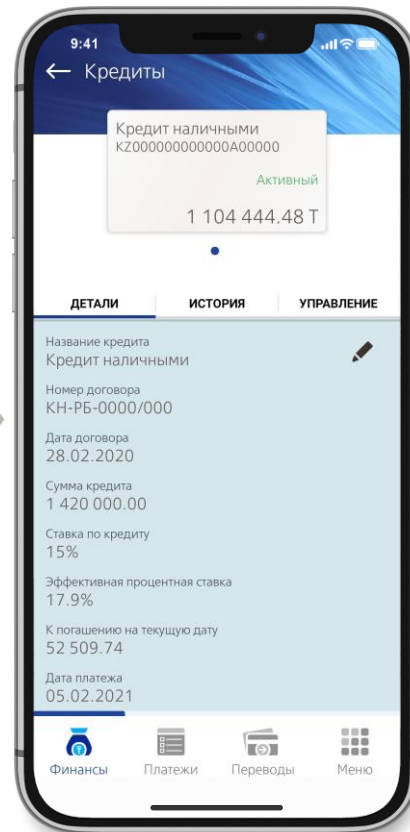 9:41
← Кредиты
Кредит наличными
KZ000000000000A00000
Активный
1 104 444.48 Т
ДЕТАЛИ
ИСТОРИЯ
УПРАВЛЕНИЕ
Название кредита
Кредит наличными
Номер договора
КН-РБ-0000/000
Дата договора
28.02.2020
Сумма кредита
1 420 000.00
Ставка по кредиту
15%
Эффективная процентная ставка
17.9%
К погашению на текущую дату
52 509.74
Дата платежа
05.02.2021
Финансы
Платежи
Переводы
Меню